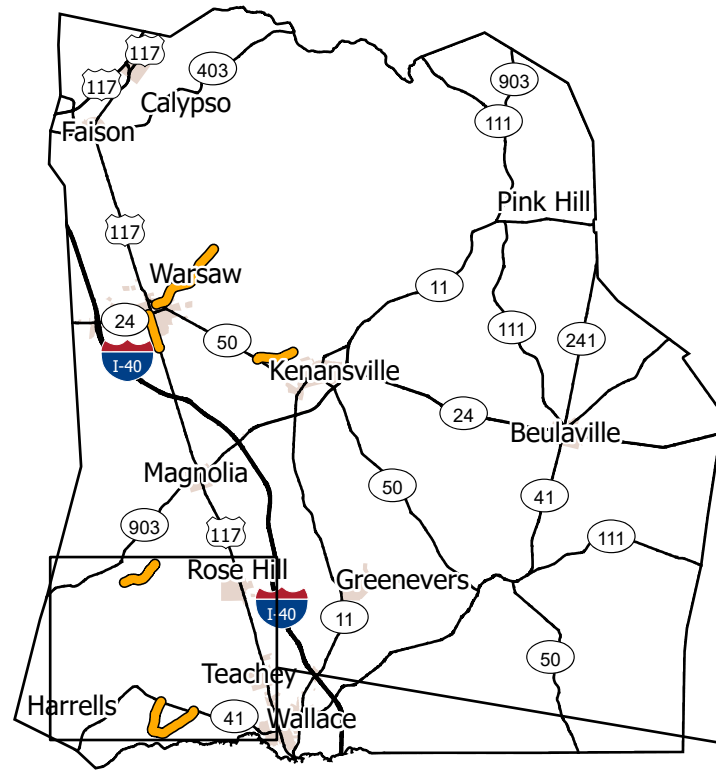 117
117
403
903
Calypso
111
Faison
Pink Hill
117
Warsaw
11
24
111
50
241
I-40
Kenansville
24
Beulaville
Magnolia
50
41
903
117
111
Rose Hill
Greenevers
I-40
11
50
Teachey
Harrells
41
Wallace